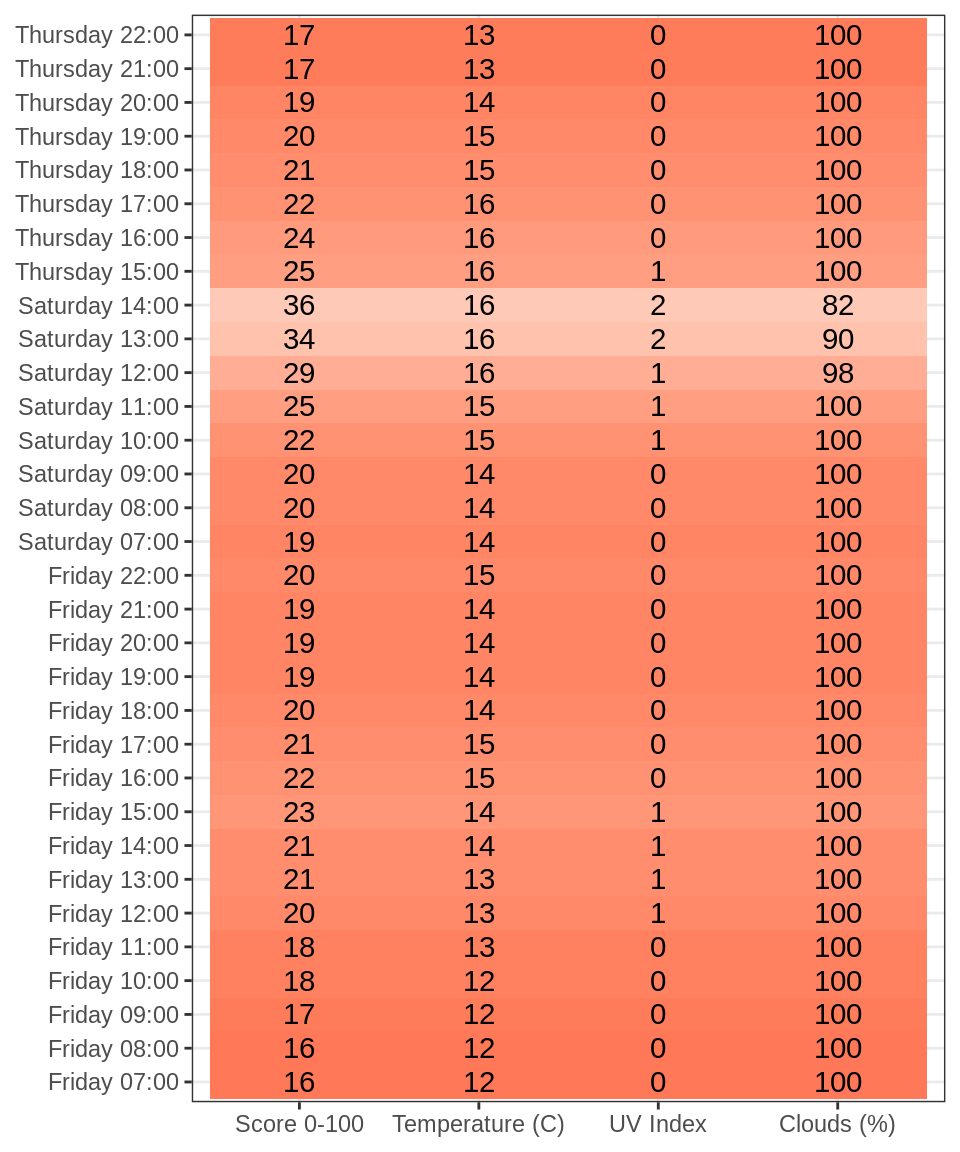 Thursday 22:00 17 13 0 100
Thursday 21:00 17 13 0 100
Thursday 20:00 19 14 0 100
Thursday 19:00 20 15 0 100
Thursday 18:00 21 15 0 100
Thursday 17:00 22 16 0 100
Thursday 16:00 24 16 0 100
Thursday 15:00 25 16 1 100
Saturday 14:00 36 16 2 82
Saturday 13:00 34 16 2 90
Saturday 12:00 29 16 1 98
Saturday 11:00 25 15 1 100
Saturday 10:00 22 15 1 100
Saturday 09:00 20 14 0 100
Saturday 08:00 20 14 0 100
Saturday 07:00 19 14 0 100
Friday 22:00 20 15 0 100
Friday 21:00 19 14 0 100
Friday 20:00 19 14 0 100
Friday 19:00 19 14 0 100
Friday 18:00 20 14 0 100
Friday 17:00 21 15 0 100
Friday 16:00 22 15 0 100
Friday 15:00 23 14 1 100
Friday 14:00 21 14 1 100
Friday 13:00 21 13 1 100
Friday 12:00 20 13 1 100
Friday 11:00 18 13 0 100
Friday 10:00 18 12 0 100
Friday 09:00 17 12 0 100
Friday 08:00 16 12 0 100
Friday 07:00 16 12 0 100
Score 0-100 Temperature (C) UV Index Clouds (%)